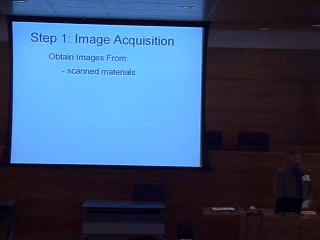 Step 1: Image Acquisition
Obtain Images From:
- scanned materials